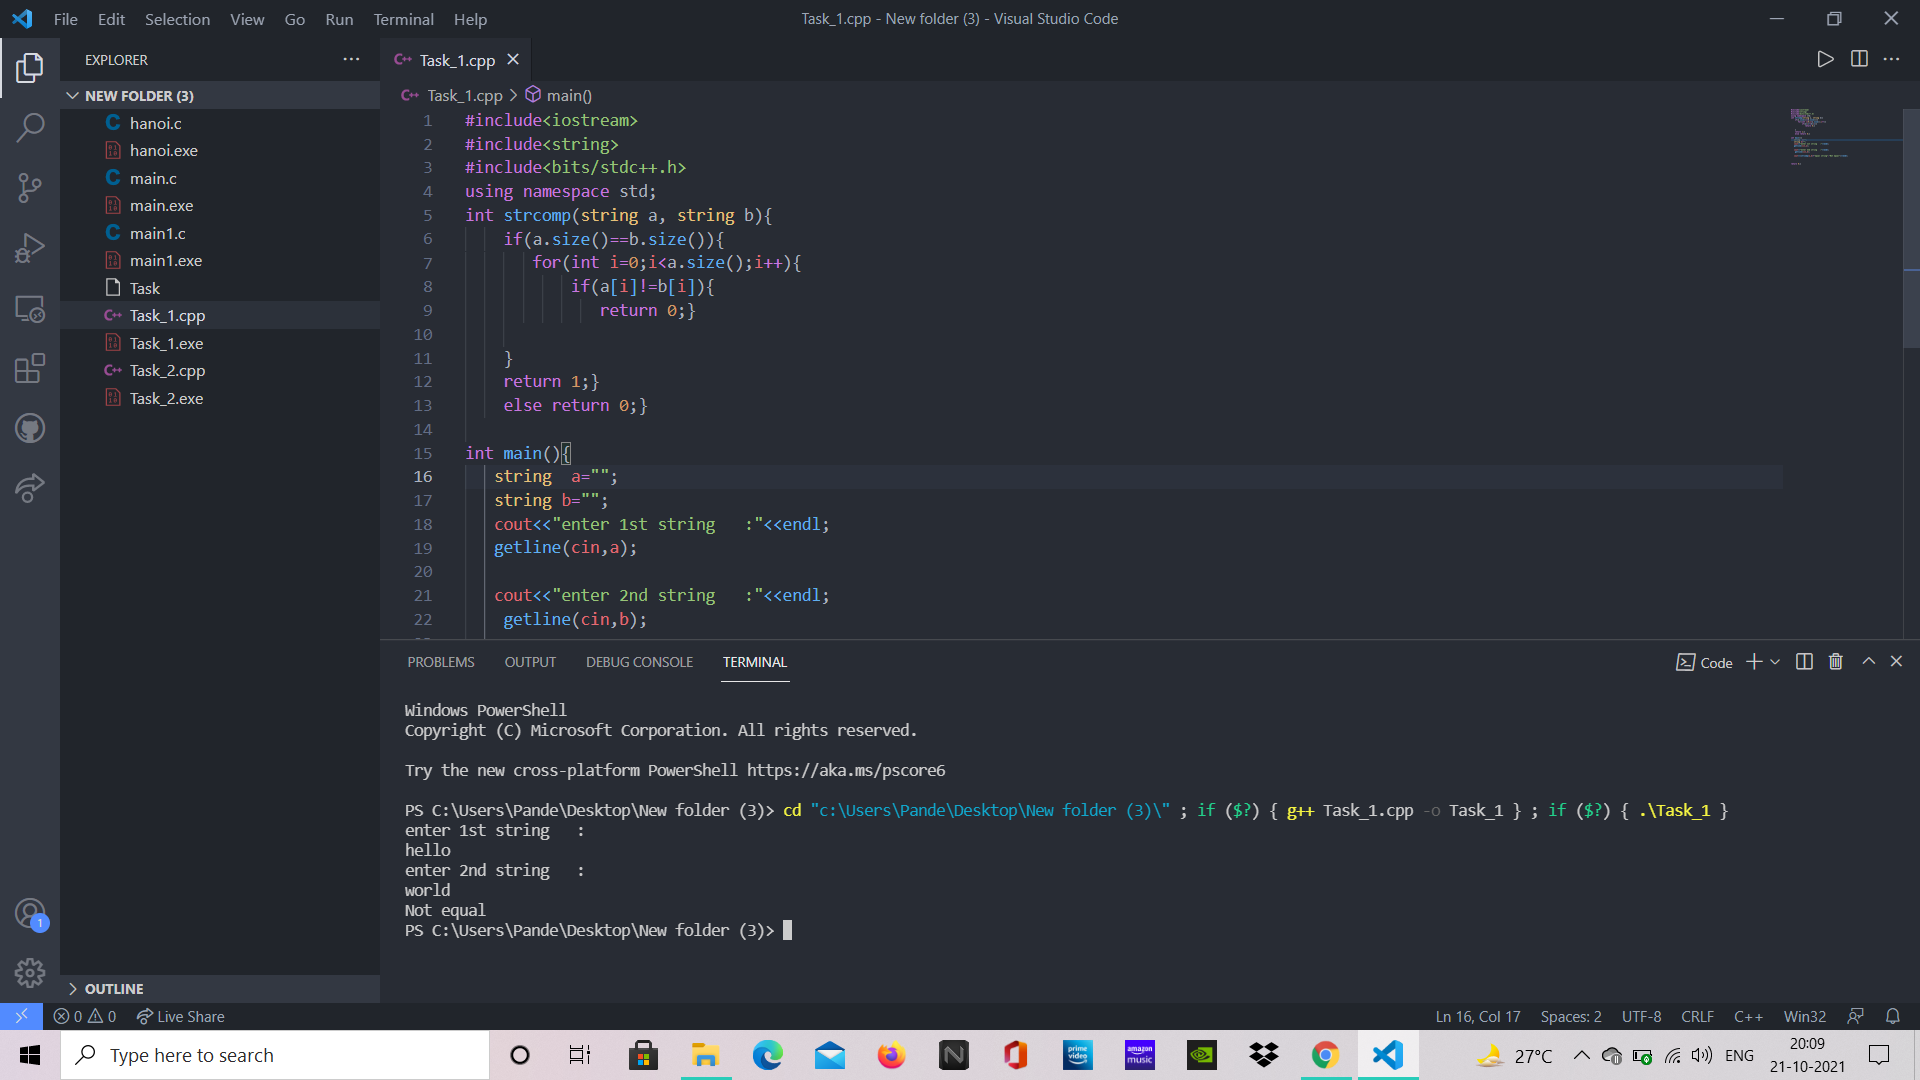 File Edit Selection View Go Run Terminal Help
Task_1.cpp - New folder (3) - Visual Studio Code
EXPLORER
NEW FOLDER (3)
hanoi.c
hanoi.exe
main.c
main.exe
main1.c
main1.exe
Task
Task_1.cpp
Task_1.exe
Task_2.cpp
Task_2.exe
OUTLINE
Task_1.cpp
Task_1.cpp > main()
1 #include<iostream>
2 #include<string>
3 #include<bits/stdc++.h>
4 using namespace std;
5 int strcomp(string a, string b){
6 if(a.size()==b.size()){
7 for(int i=0;i<a.size();i++){
8 if(a[i]!=b[i]){
9 return 0;}
10
11 }
12 return 1;}
13 else return 0;}
14
15 int main(){
16 string  a="";
17 string b="";
18 cout<<"enter 1st string   :"<<endl;
19 getline(cin,a);
20
21 cout<<"enter 2nd string   :"<<endl;
22 getline(cin,b);
PROBLEMS OUTPUT DEBUG CONSOLE TERMINAL
Code
Windows PowerShell
Copyright (C) Microsoft Corporation. All rights reserved.
Try the new cross-platform PowerShell https://aka.ms/pscore6
PS C:\Users\Pande\Desktop\New folder (3)> cd "c:\Users\Pande\Desktop\New folder (3)\" ; if ($?) { g++ Task_1.cpp -o Task_1 } ; if ($?) { .\Task_1 }
enter 1st string   :
hello
enter 2nd string   :
world
Not equal
PS C:\Users\Pande\Desktop\New folder (3)>
1
0 0 Live Share
Ln 16, Col 17 Spaces: 2 UTF-8 CRLF C++ Win32
Type here to search
prime video
amazon music
27°C
ENG
20:09
21-10-2021